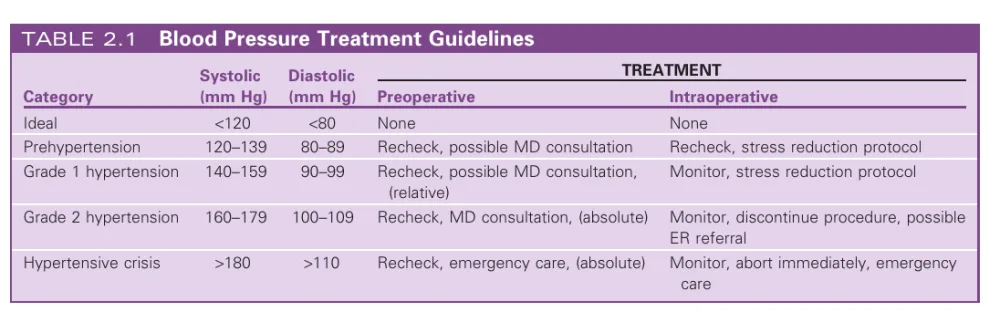 TABLE 2.1 Blood Pressure Treatment Guidelines
TREATMENT
Systolic Diastolic
Category (mm Hg) (mm Hg) Preoperative Intraoperative
Ideal <120 <80 None None
Prehypertension 120–139 80–89 Recheck, possible MD consultation Recheck, stress reduction protocol
Grade 1 hypertension 140–159 90–99 Recheck, possible MD consultation, Monitor, stress reduction protocol
(relative)
Grade 2 hypertension 160–179 100–109 Recheck, MD consultation, (absolute) Monitor, discontinue procedure, possible
ER referral
Hypertensive crisis >180 >110 Recheck, emergency care, (absolute) Monitor, abort immediately, emergency
care